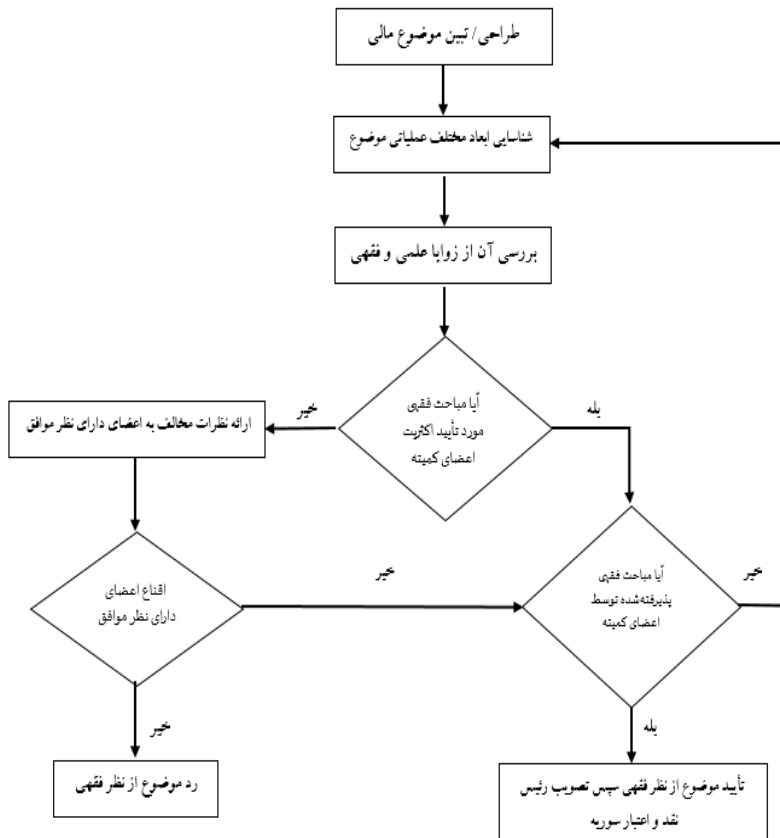 طراحی/ تبین موضوع مالی
شناسایی ابعاد مختلف عملیاتی موضوع
بررسی آن از زوایا علمی و فقهی
آیا مباحث فقهی
مورد تأیید اکثریت
اعضای کمیته
خیر
بله
ارائه نظرات مخالف به اعضای دارای نظر موافق
اقناع اعضای
دارای نظر موافق
خیر
آیا مباحث فقهی
پذیرفته‌شده توسط
اعضای کمیته
خیر
خیر
بله
رد موضوع از نظر فقهی
تأیید موضوع از نظر فقهی سپس تصویب رئیس
نقد و اعتبار سوریه